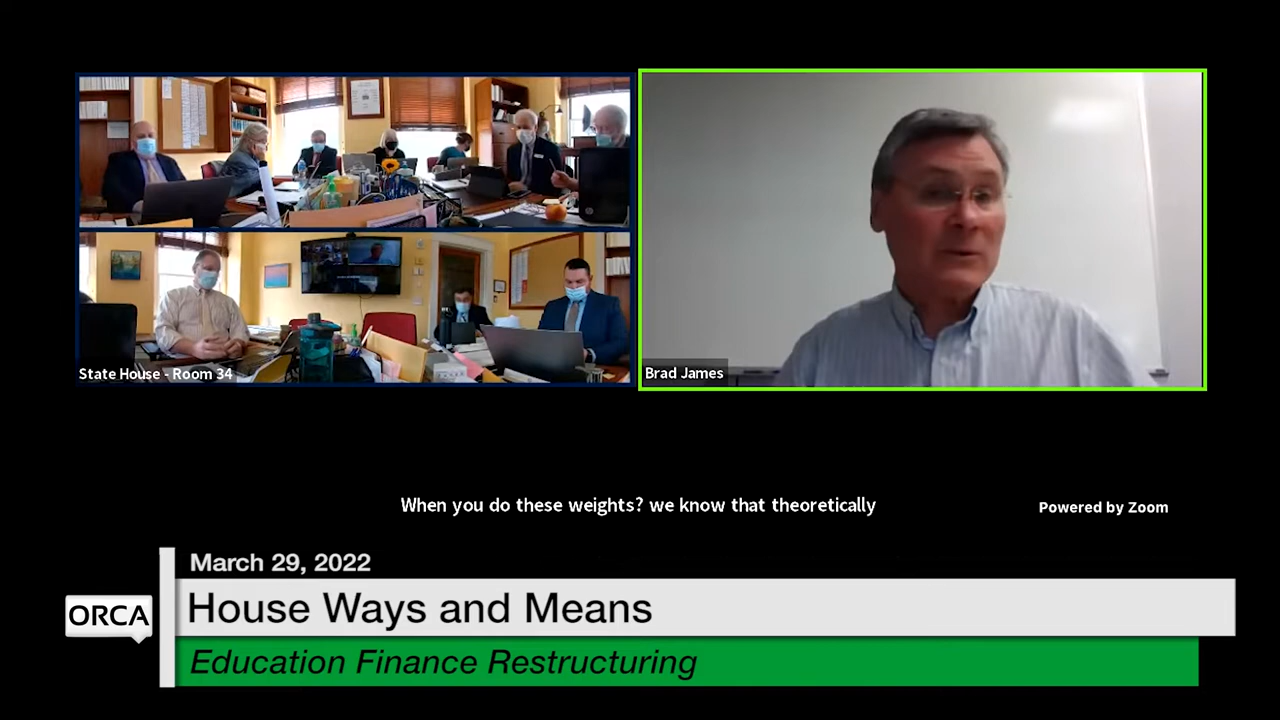 State House - Room 34
Brad James
When you do these weights? we know that theoretically
Powered by Zoom
March 29, 2022
ORCA
House Ways and Means
Education Finance Restructuring